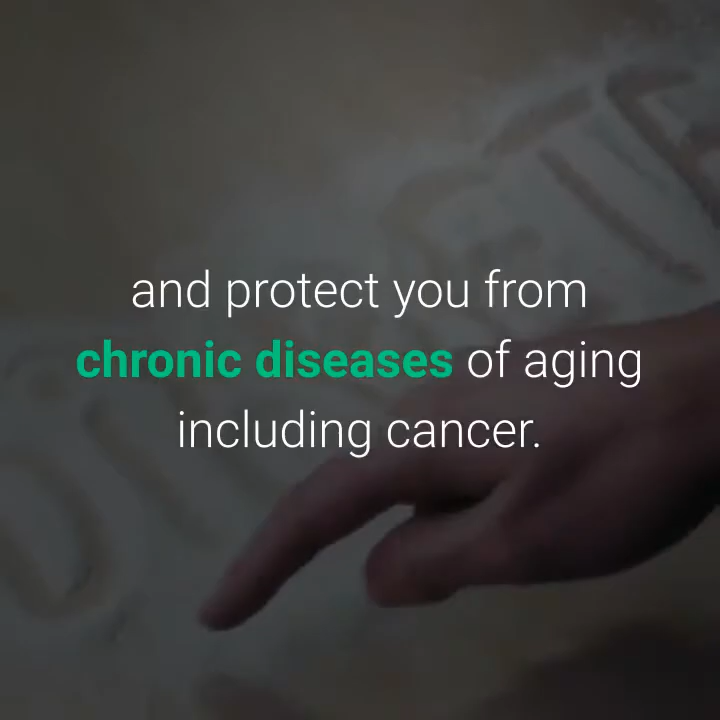 and protect you from
chronic diseases of aging
including cancer.